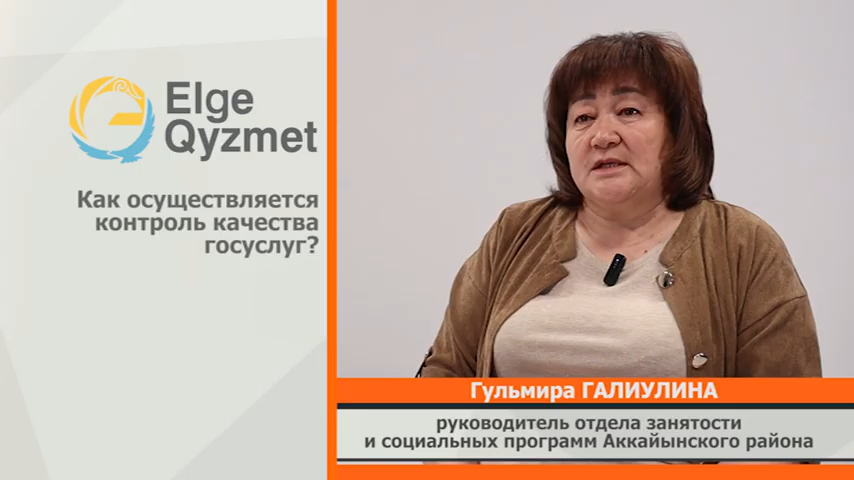 Elge
Qyzmet
Как осуществляется
контроль качества
госуслуг?
Гульмира ГАЛИУЛИНА
руководитель отдела занятости
и социальных программ Аккайынского района